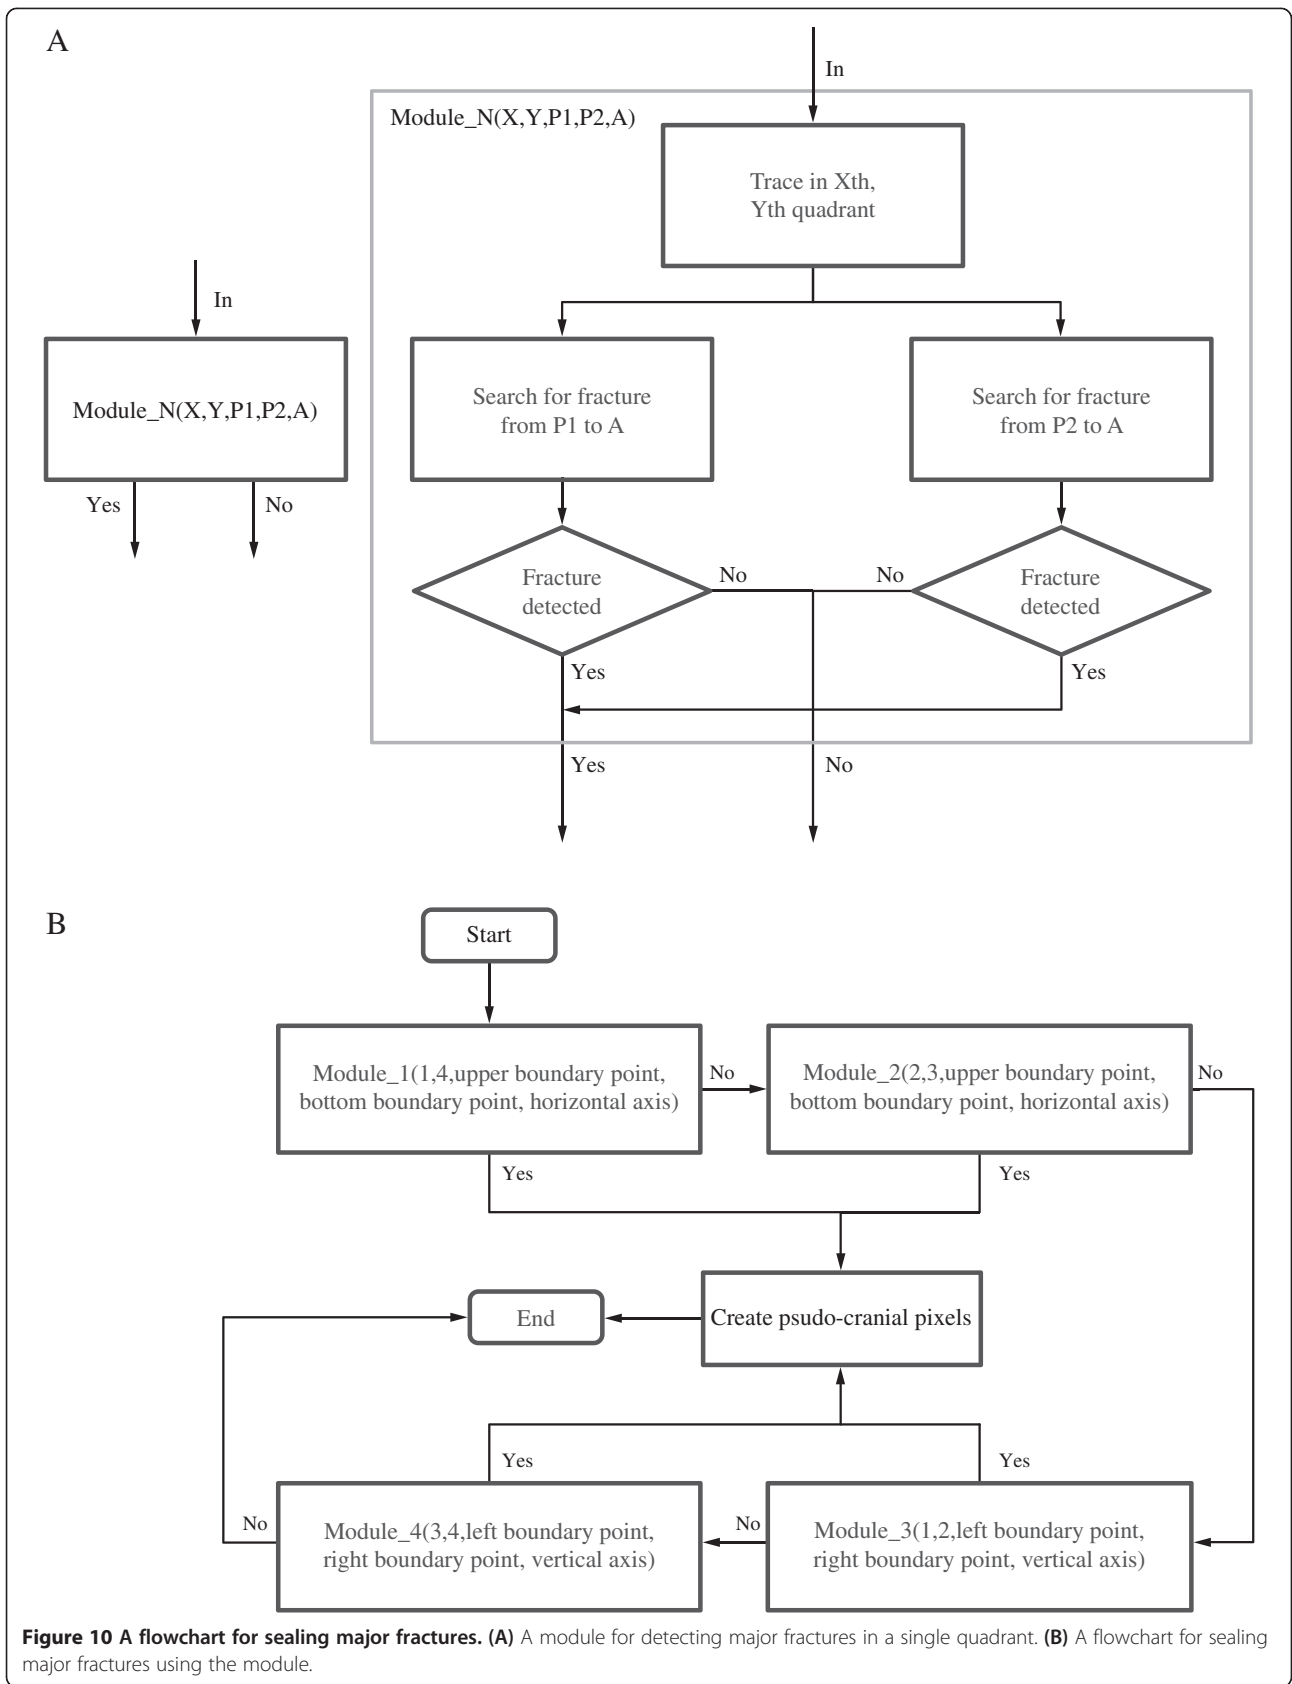 A
In
Module_N(X,Y,P1,P2,A)
Trace in Xth,
Yth quadrant
In
Module_N(X,Y,P1,P2,A)
Yes
No
Search for fracture
from P1 to A
Search for fracture
from P2 to A
Fracture
detected
No
No
Fracture
detected
Yes
Yes
Yes
No
B
Start
Module_1(1,4,upper boundary point,
bottom boundary point, horizontal axis)
No
Module_2(2,3,upper boundary point,
bottom boundary point, horizontal axis)
No
Yes
Yes
End
Create psudo-cranial pixels
Yes
Yes
No
Module_4(3,4,left boundary point,
right boundary point, vertical axis)
No
Module_3(1,2,left boundary point,
right boundary point, vertical axis)
Figure 10 A flowchart for sealing major fractures. (A) A module for detecting major fractures in a single quadrant. (B) A flowchart for sealing
major fractures using the module.